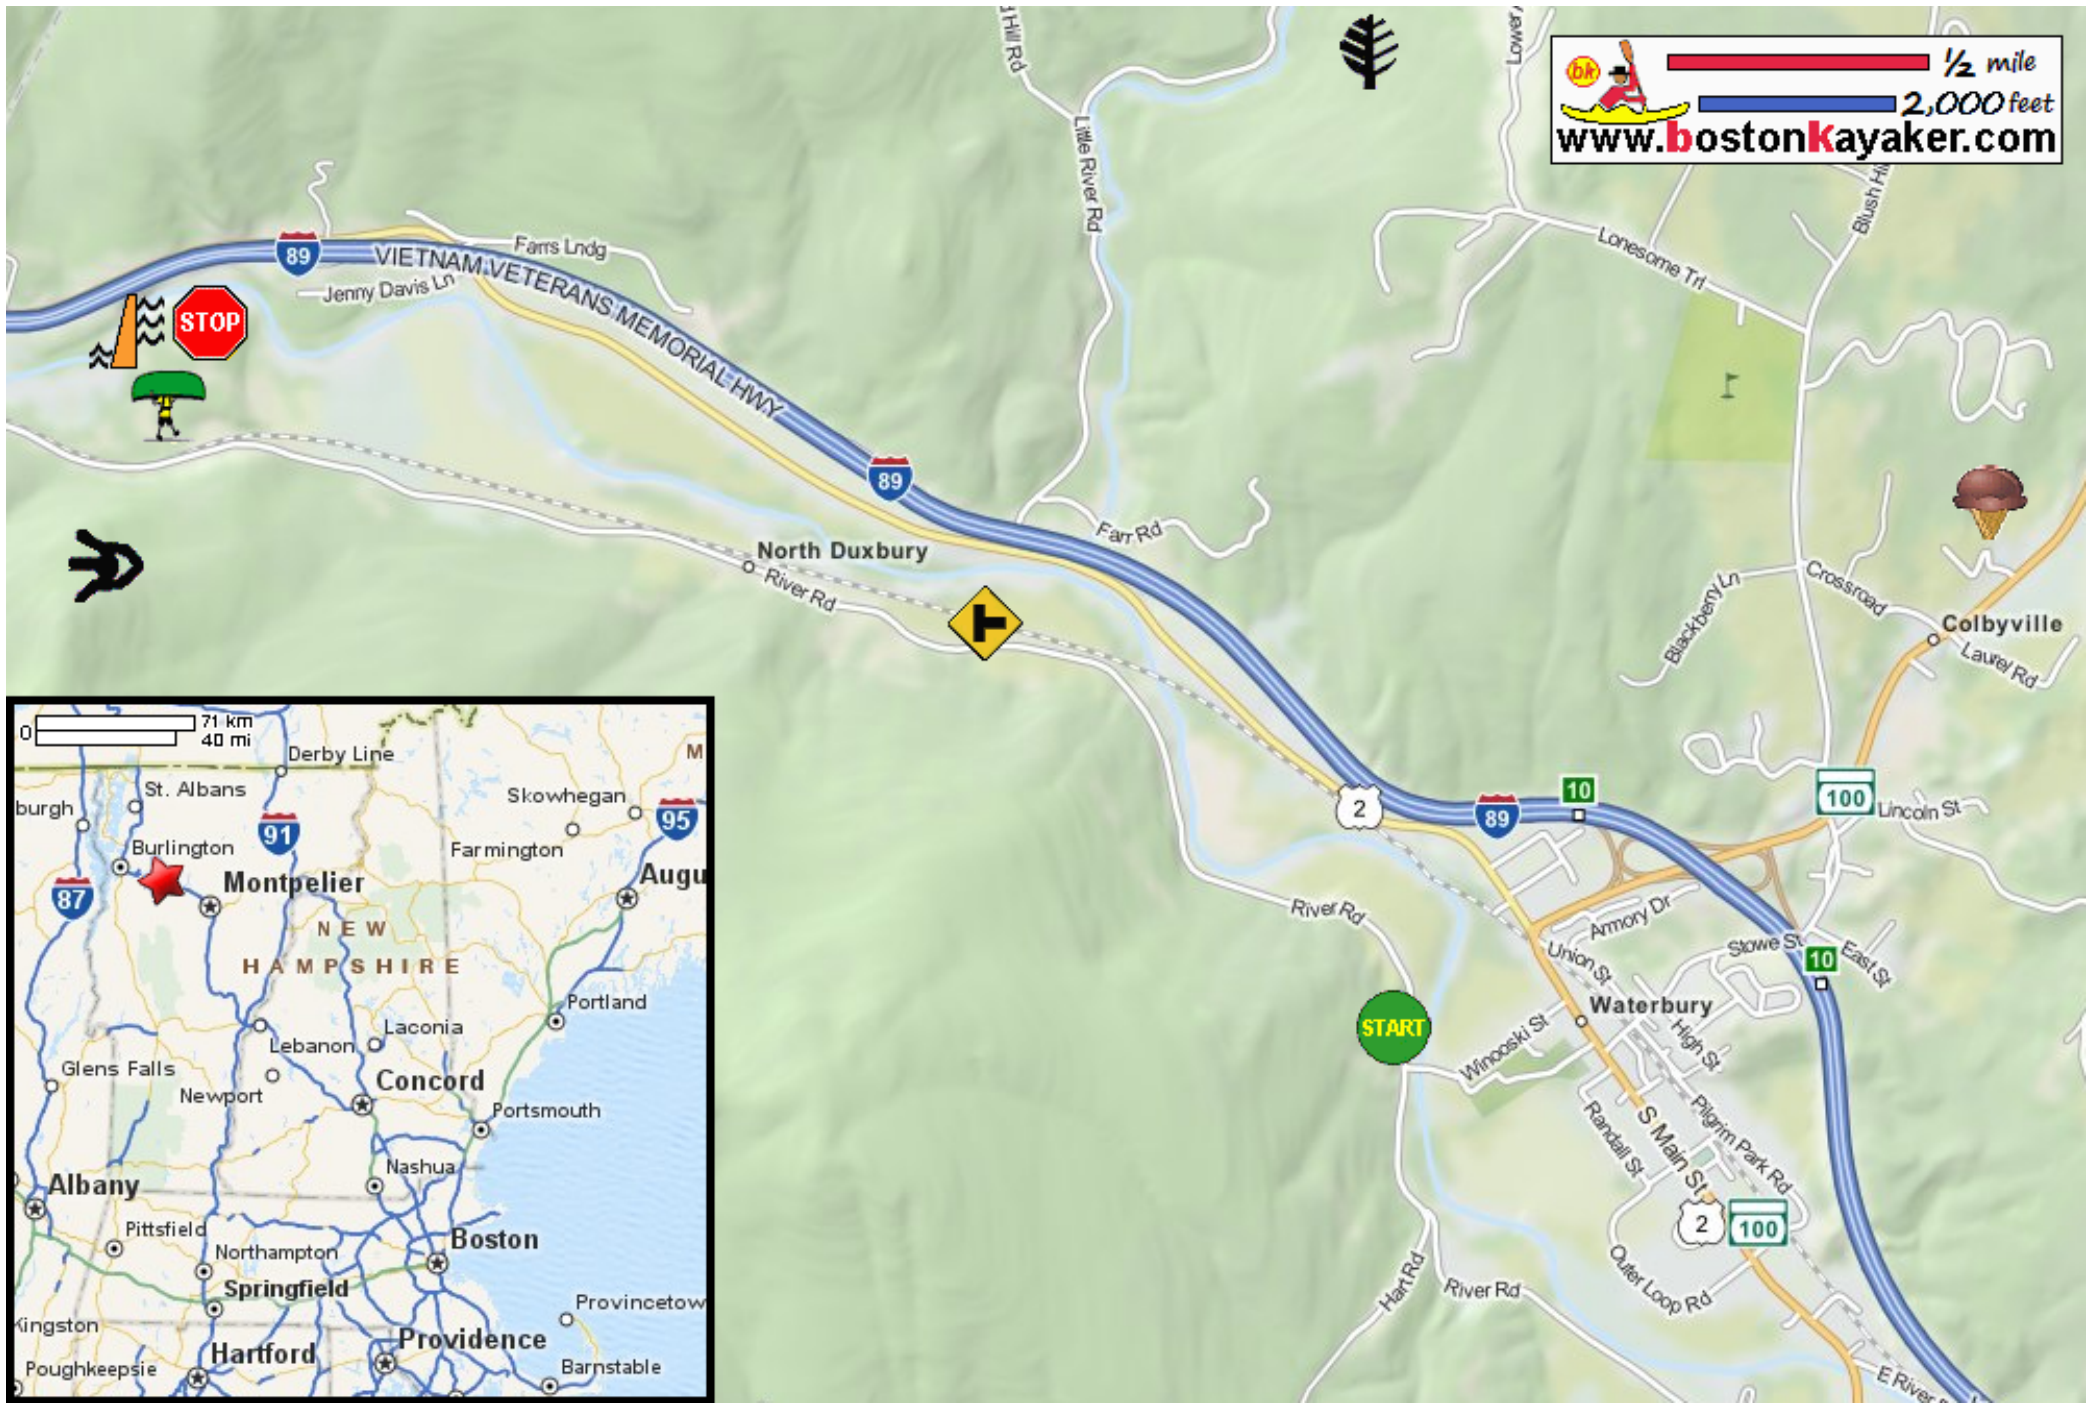 d Hill Rd
Little River Rd
Lower
bk
1/2 mile
2,000 feet
www.bostonKayaker.com
Blush Hi
Lonesome Trl
89
VIETNAM VETERANS MEMORIAL HWY
Farrs Lndg
Jenny Davis Ln
STOP
89
Farr Rd
North Duxbury
River Rd
Blackberry Ln
Crossroad
Colbyville
Laurel Rd
2
89
10
100
Lincoln St
River Rd
Armory Dr
Union St
Stowe St
10
East St
START
Waterbury
Winooski St
High St
Randall St
S Main St
Pilgrim Park Rd
2
100
Outer Loop Rd
Hart Rd
River Rd
E River
0
71 km
40 mi
Derby Line
M
St. Albans
burgh
91
Skowhegan
95
Burlington
Farmington
87
Montpelier
Augu
NEW
HAMPSHIRE
Portland
Laconia
Lebanon
Glens Falls
Newport
Concord
Portsmouth
Nashua
Albany
Pittsfield
Northampton
Boston
Springfield
Provincetow
Kingston
Providence
Hartford
Poughkeepsie
Barnstable